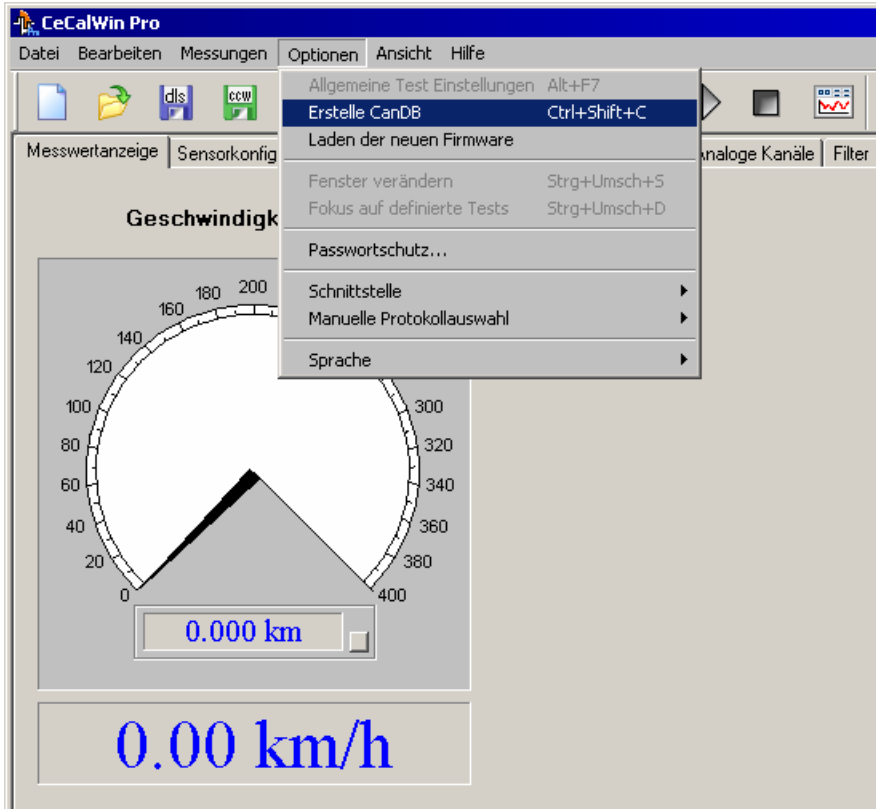 CeCalWin Pro
Datei Bearbeiten Messungen Optionen Ansicht Hilfe
dls ccw
Allgemeine Test Einstellungen Alt+F7
Erstelle CanDB Ctrl+Shift+C
Laden der neuen Firmware
Messwertanzeige Sensorkonfig naloge Kanäle Filter
Fenster verändern Strg+Umsch+S
Fokus auf definierte Tests Strg+Umsch+D
Geschwindigk
Passwortschutz...
Schnittstelle
Manuelle Protokollauswahl
Sprache
0
20
40
60
80
100
120
140
160
180
200
300
320
340
360
380
400
0.000 km
0.00 km/h